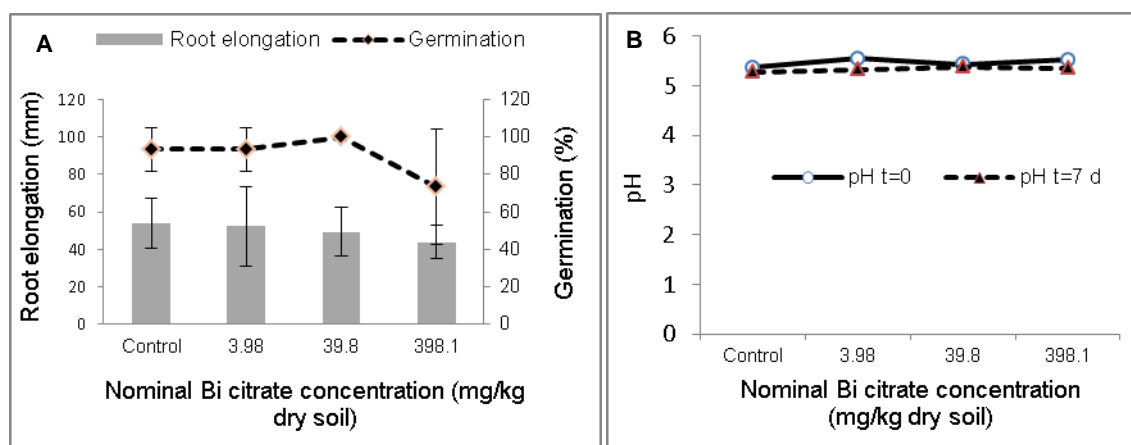 A
Root elongation
Germination
Root elongation (mm)
120
100
80
60
40
20
0
120
100
80
60
40
20
0
Germination (%)
Control
3.98
39.8
398.1
Nominal Bi citrate concentration (mg/kg
dry soil)
B
pH
6
5
4
3
2
1
0
pH t=0
pH t=7 d
Control
3.98
39.8
398.1
Nominal Bi citrate concentration
(mg/kg dry soil)